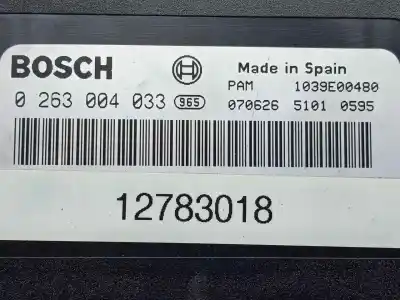 BOSCH Made in Spain
PAM 1039E00480
0 263 004 033 965 070626 5101 0595
12783018